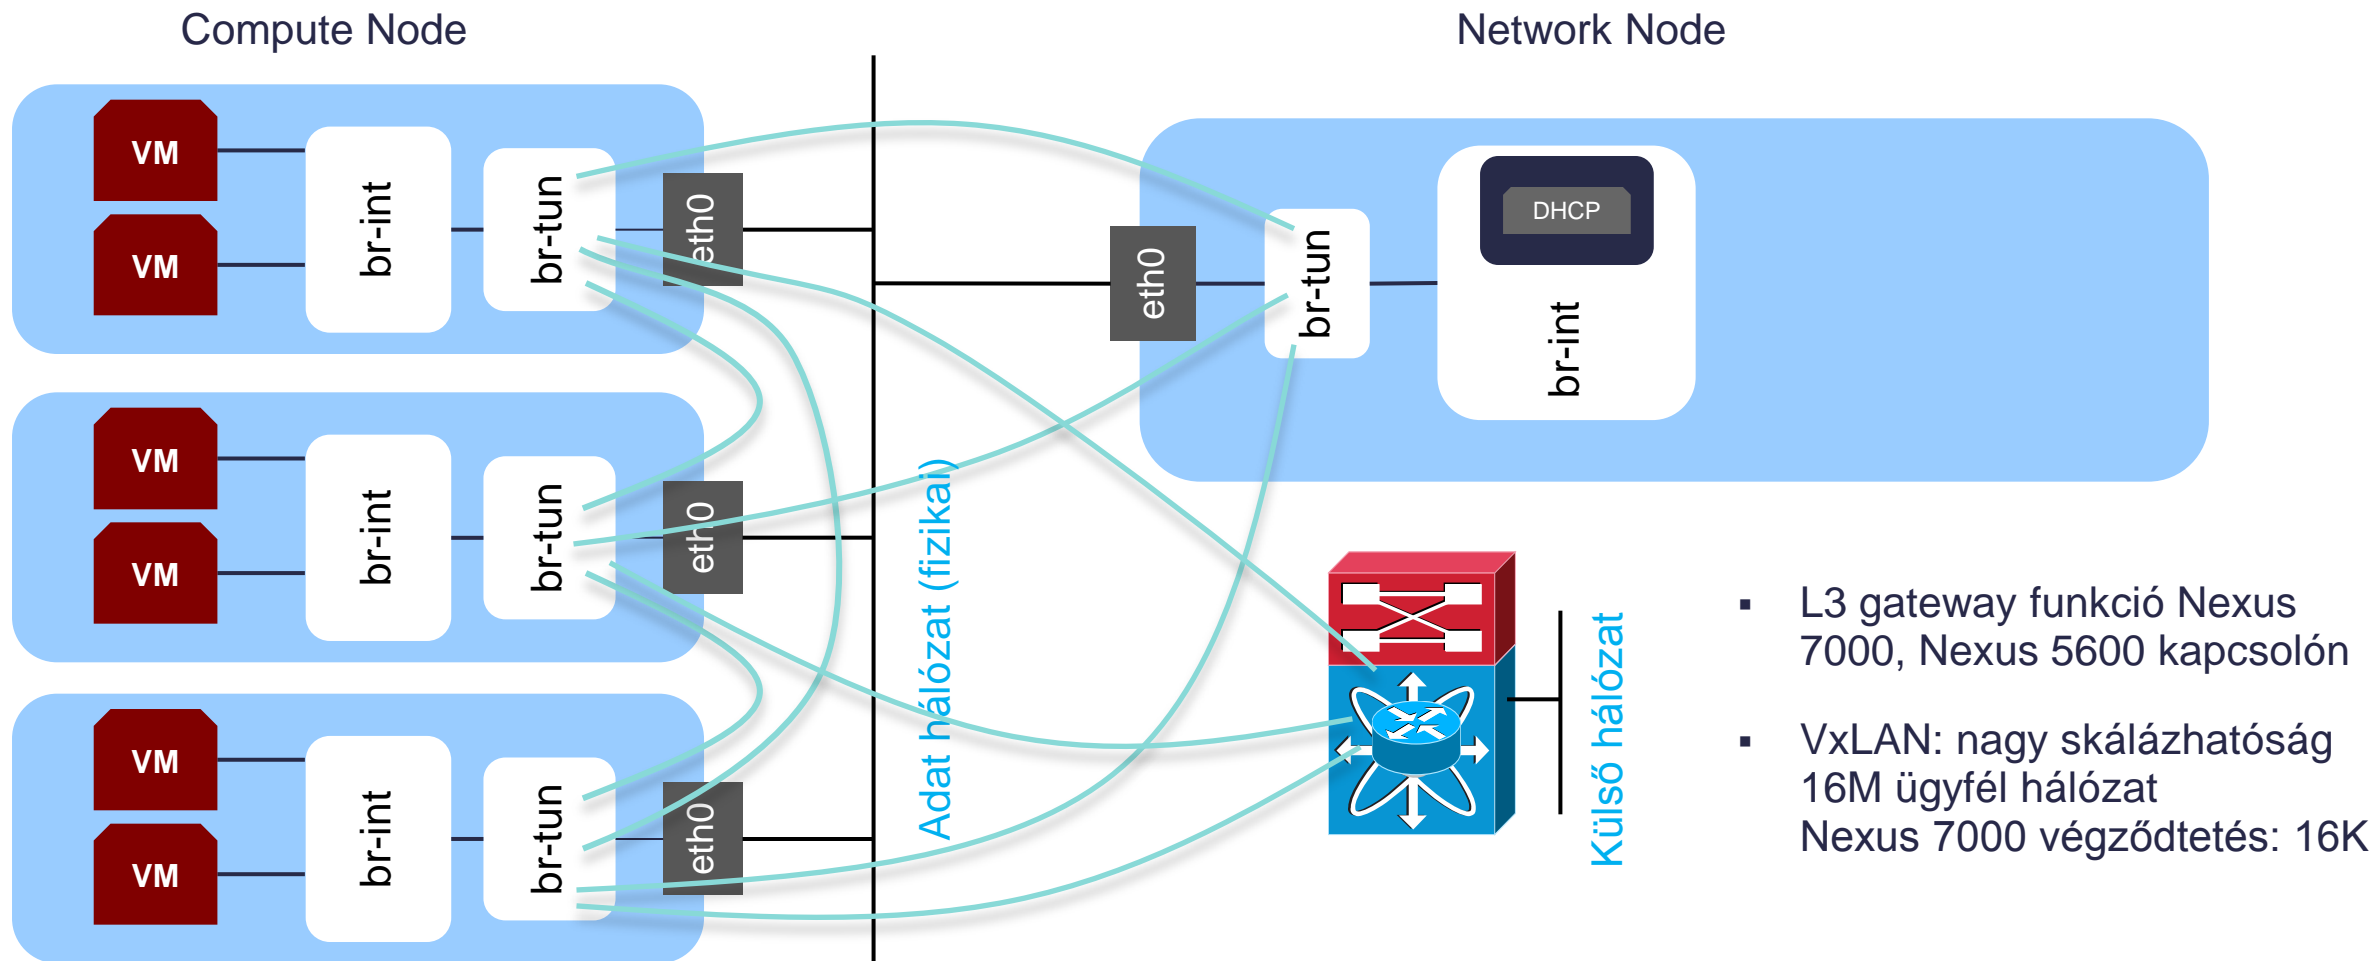 Compute Node
Network Node
VM
VM
br-int
br-tun
eth0
VM
VM
br-int
br-tun
eth0
VM
VM
br-int
br-tun
eth0
Adat hálózat (fizikai)
eth0
br-tun
DHCP
br-int
Külső hálózat
▪ L3 gateway funkció Nexus
7000, Nexus 5600 kapcsolón
▪ VxLAN: nagy skálázhatóság
16M ügyfél hálózat
Nexus 7000 végződtetés: 16K